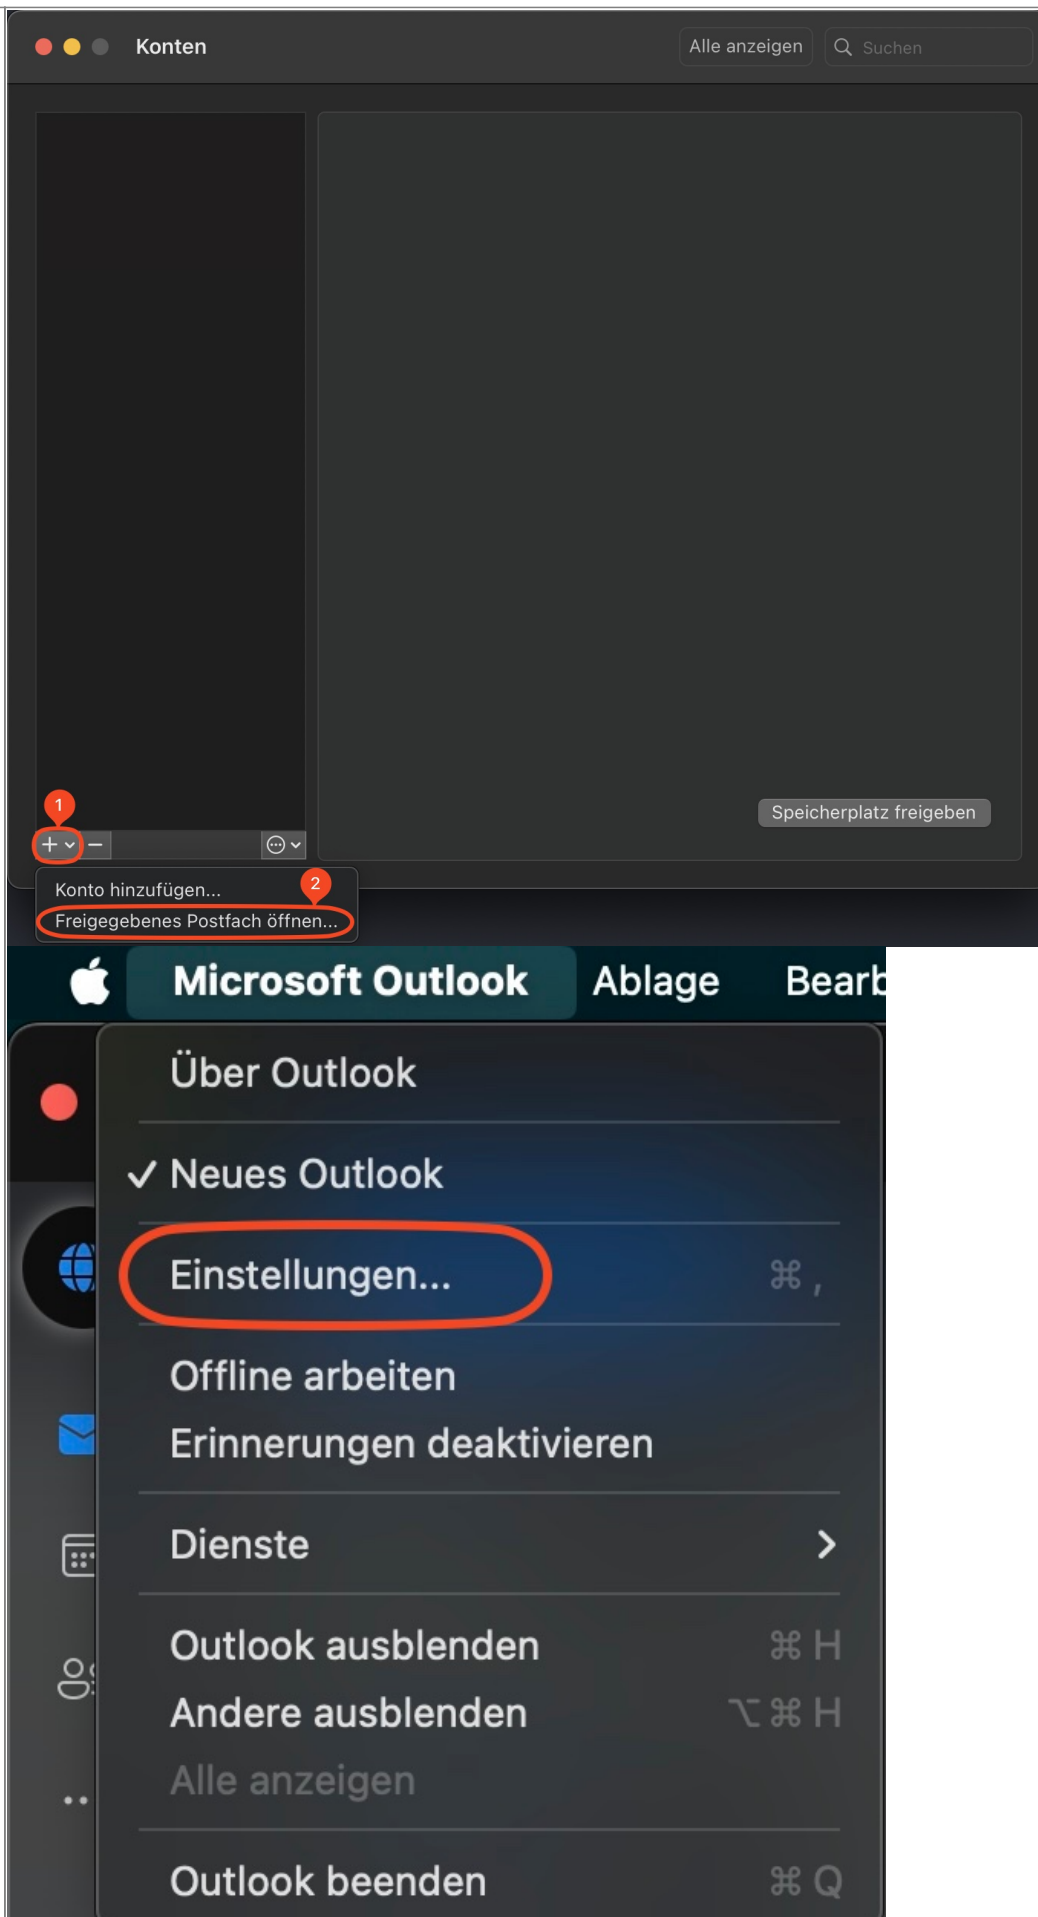 Konten
Alle anzeigen
Suchen
Speicherplatz freigeben
1
Konto hinzufügen...
2
Freigegebenes Postfach öffnen...
Microsoft Outlook Ablage Bearb
Über Outlook
✓ Neues Outlook
Einstellungen... ⌘ ,
Offline arbeiten
Erinnerungen deaktivieren
Dienste
Outlook ausblenden ⌘ H
Andere ausblenden ⌥ ⌘ H
Alle anzeigen
Outlook beenden ⌘ Q